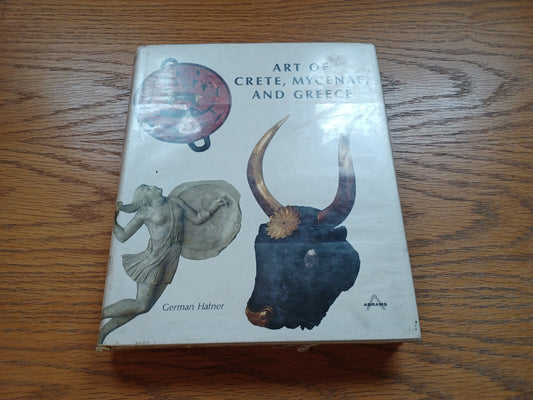 ART OF
CRETE, MYCENAE,
AND GREECE
German Hafner
ABRAMS